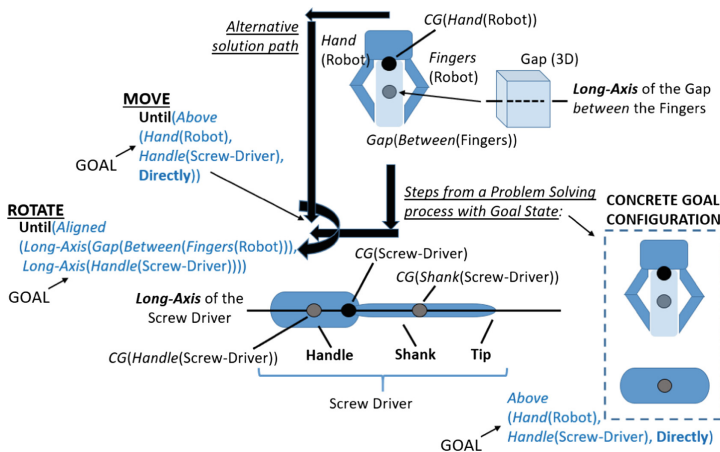 Alternative
solution path
CG(Hand(Robot))
Hand
(Robot)
Fingers
(Robot)
Gap (3D)
Long-Axis of the Gap
between the Fingers
Gap(Between(Fingers))
MOVE
Until(Above
(Hand(Robot),
Handle(Screw-Driver),
Directly))
GOAL
ROTATE
Until(Aligned
(Long-Axis(Gap(Between(Fingers(Robot))),
Long-Axis(Handle(Screw-Driver))))
GOAL
Steps from a Problem Solving
process with Goal State:
CONCRETE GOAL
CONFIGURATION
CG(Screw-Driver)
CG(Shank(Screw-Driver))
Long-Axis of the
Screw Driver
CG(Handle(Screw-Driver))
Handle
Shank
Tip
Screw Driver
Above
(Hand(Robot),
Handle(Screw-Driver), Directly)
GOAL